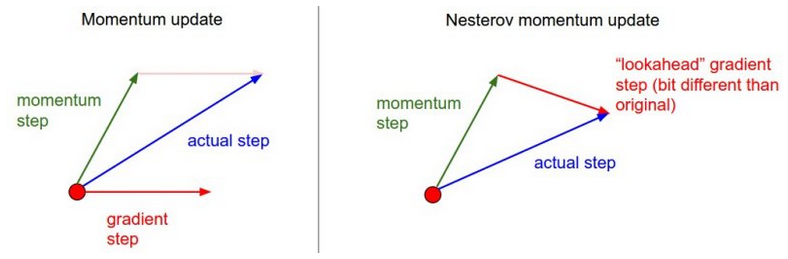 Momentum update
momentum
step
actual step
gradient
step
Nesterov momentum update
momentum
step
“lookahead” gradient
step (bit different than
original)
actual step